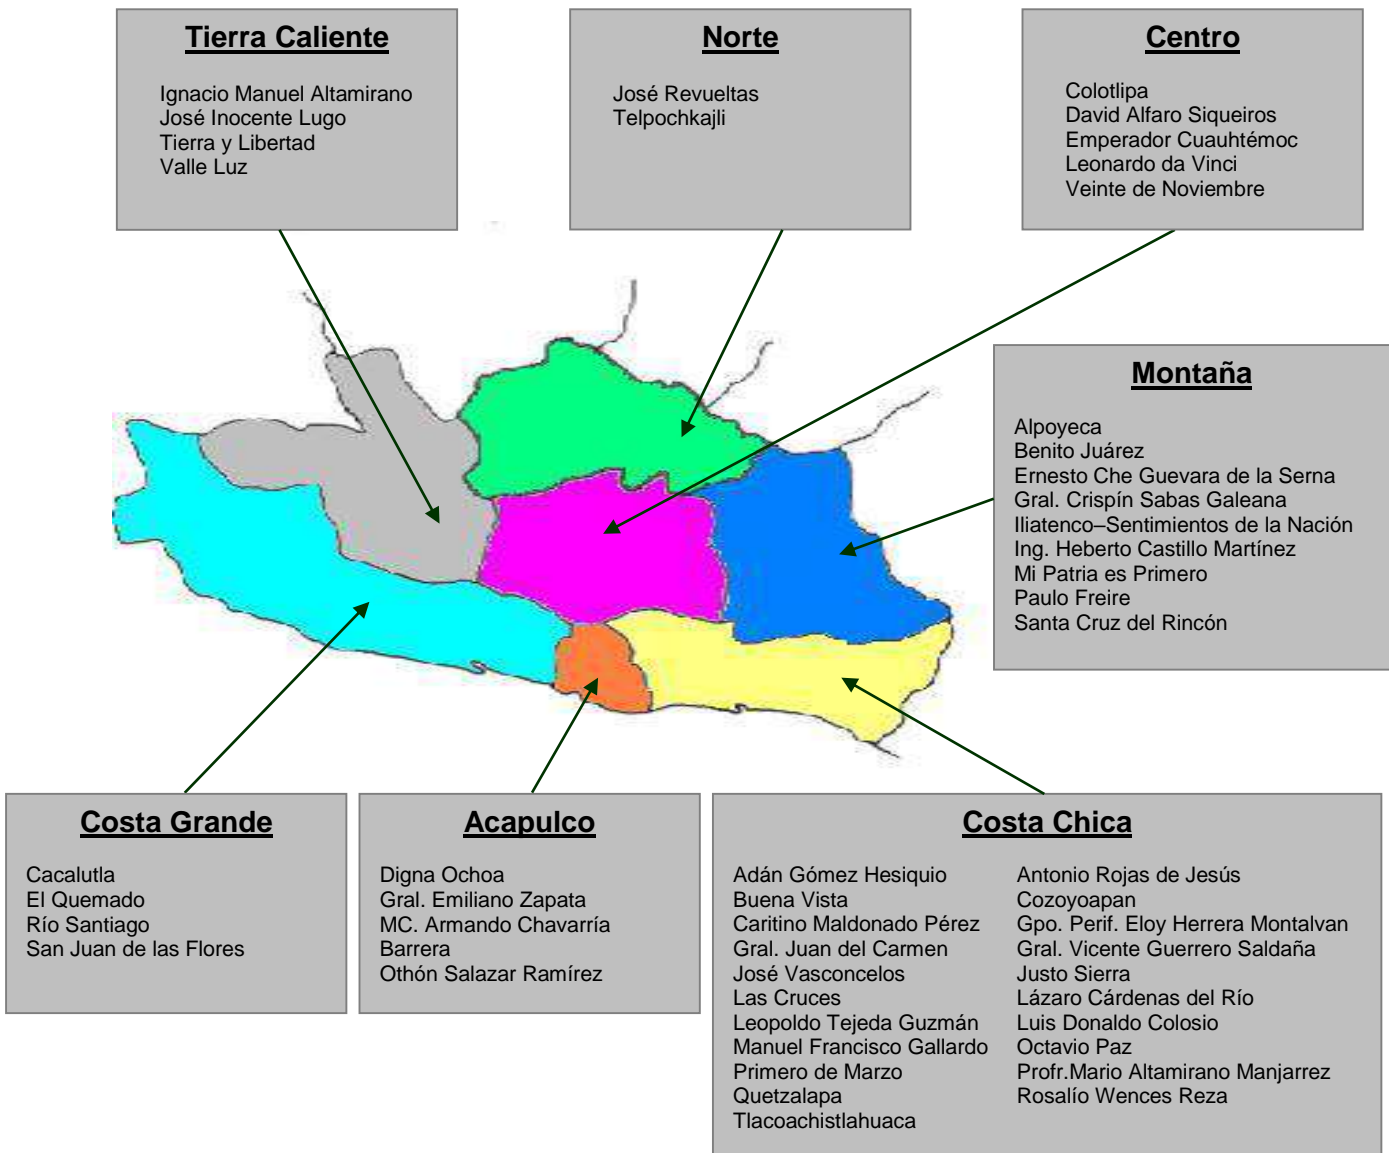 Tierra Caliente
Ignacio Manuel Altamirano
José Inocente Lugo
Tierra y Libertad
Valle Luz
Norte
José Revueltas
Telpochkajli
Centro
Colotlipa
David Alfaro Siqueiros
Emperador Cuauhtémoc
Leonardo da Vinci
Veinte de Noviembre
Montaña
Alpoyeca
Benito Juárez
Ernesto Che Guevara de la Serna
Gral. Crispín Sabas Galeana
Iliatenco–Sentimientos de la Nación
Ing. Heberto Castillo Martínez
Mi Patria es Primero
Paulo Freire
Santa Cruz del Rincón
Costa Grande
Cacalutla
El Quemado
Río Santiago
San Juan de las Flores
Acapulco
Digna Ochoa
Gral. Emiliano Zapata
MC. Armando Chavarría
Barrera
Othón Salazar Ramírez
Costa Chica
Adán Gómez Hesiquio
Buena Vista
Caritino Maldonado Pérez
Gral. Juan del Carmen
José Vasconcelos
Las Cruces
Leopoldo Tejeda Guzmán
Manuel Francisco Gallardo
Primero de Marzo
Quetzalapa
Tlacoachistlahuaca
Antonio Rojas de Jesús
Cozoyoapan
Gpo. Perif. Eloy Herrera Montalvan
Gral. Vicente Guerrero Saldaña
Justo Sierra
Lázaro Cárdenas del Río
Luis Donaldo Colosio
Octavio Paz
Profr.Mario Altamirano Manjarrez
Rosalío Wences Reza